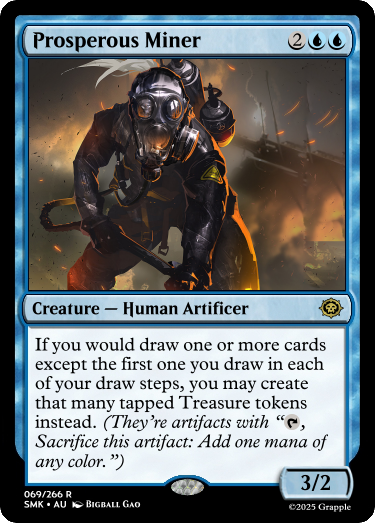 Prosperous Miner 2
Creature — Human Artificer
If you would draw one or more cards
except the first one you draw in each
of your draw steps, you may create
that many tapped Treasure tokens
instead. (They're artifacts with “,
Sacrifice this artifact: Add one mana of
any color.”)
3/2
069/266 R
SMK • AU Bigball Gao
©2025 Grapple